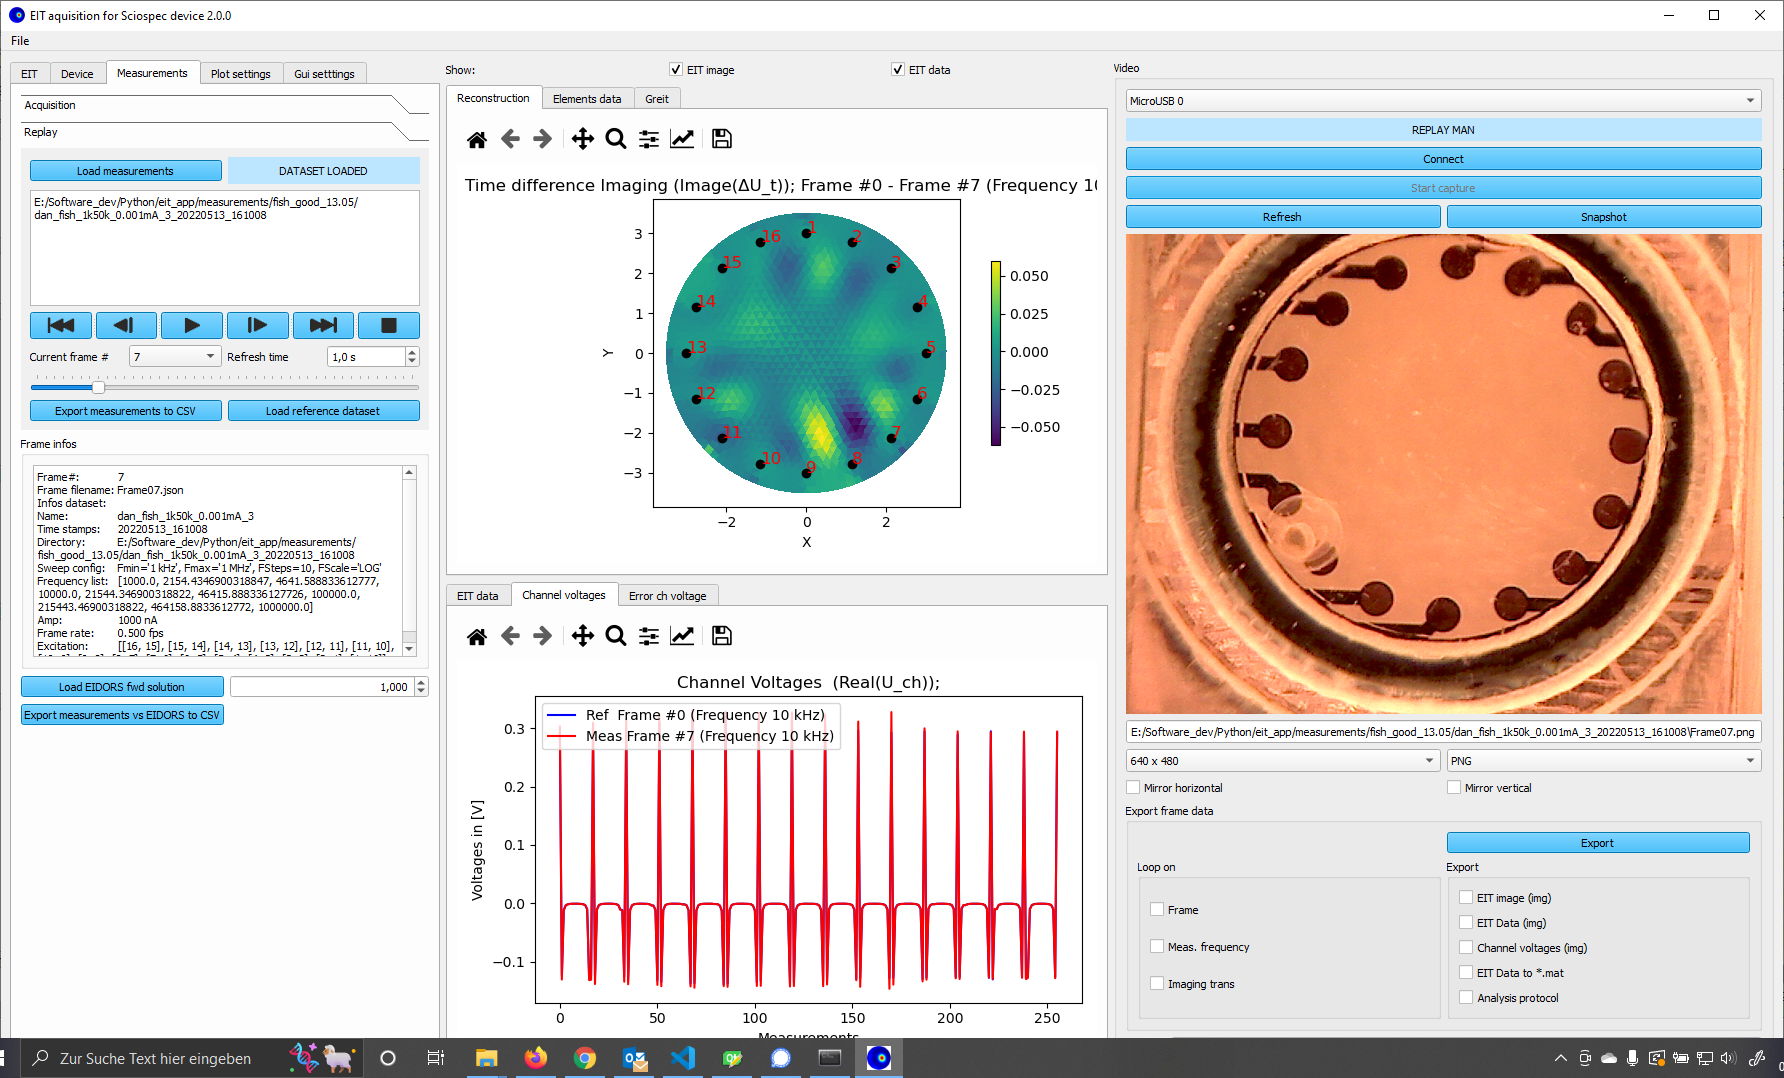 EIT aquisition for Sciospec device 2.0.0
File
EIT
Device
Measurements
Plot settings
Gui setttings
Acquisition
Replay
Load measurements
DATASET LOADED
E:/Software_dev/Python/eit_app/measurements/fish_good_13.05/
dan_fish_1k50k_0.001mA_3_20220513_161008
Current frame #
7
Refresh time
1,0 s
Export measurements to CSV
Load reference dataset
Frame infos
Frame#: 7
Frame filename: Frame07.json
Infos dataset:
Name: dan_fish_1k50k_0.001mA_3
Time stamps: 20220513_161008
Directory: E:/Software_dev/Python/eit_app/measurements/
fish_good_13.05/dan_fish_1k50k_0.001mA_3_20220513_161008
Sweep config: Fmin='1 kHz', Fmax='1 MHz', FSteps=10, FScale='LOG'
Frequency list: [1000.0, 2154.4346900318847, 4641.588833612777,
10000.0, 21544.346900318822, 46415.888336127726, 100000.0,
215443.46900318822, 464158.8833612772, 1000000.0]
Amp: 1000 nA
Frame rate: 0.500 fps
Excitation: [[16, 15], [15, 14], [14, 13], [13, 12], [12, 11], [11, 10],
Load EIDORS fwd solution
1,000
Export measurements vs EIDORS to CSV
Show:
EIT image
EIT data
Reconstruction
Elements data
Greit
Time difference Imaging (Image(ΔU_t)); Frame #0 - Frame #7 (Frequency 10
3
2
1
0
−1
−2
−3
Y
−2
0
2
X
1
2
3
4
5
6
7
8
9
10
11
12
13
14
15
16
0.050
0.025
0.000
−0.025
−0.050
EIT data
Channel voltages
Error ch voltage
Channel Voltages (Real(U_ch));
Ref Frame #0 (Frequency 10 kHz)
Meas Frame #7 (Frequency 10 kHz)
Voltages in [V]
0.3
0.2
0.1
0.0
−0.1
0
50
100
150
200
250
Measurements
Video
MicroUSB 0
REPLAY MAN
Connect
Start capture
Refresh
Snapshot
E:/Software_dev/Python/eit_app/measurements/fish_good_13.05/dan_fish_1k50k_0.001mA_3_20220513_161008\Frame07.png
640 x 480
PNG
Mirror horizontal
Mirror vertical
Export frame data
Export
Loop on
Export
Frame
Meas. frequency
Imaging trans
EIT image (img)
EIT Data (img)
Channel voltages (img)
EIT Data to *.mat
Analysis protocol
Zur Suche Text hier eingeben